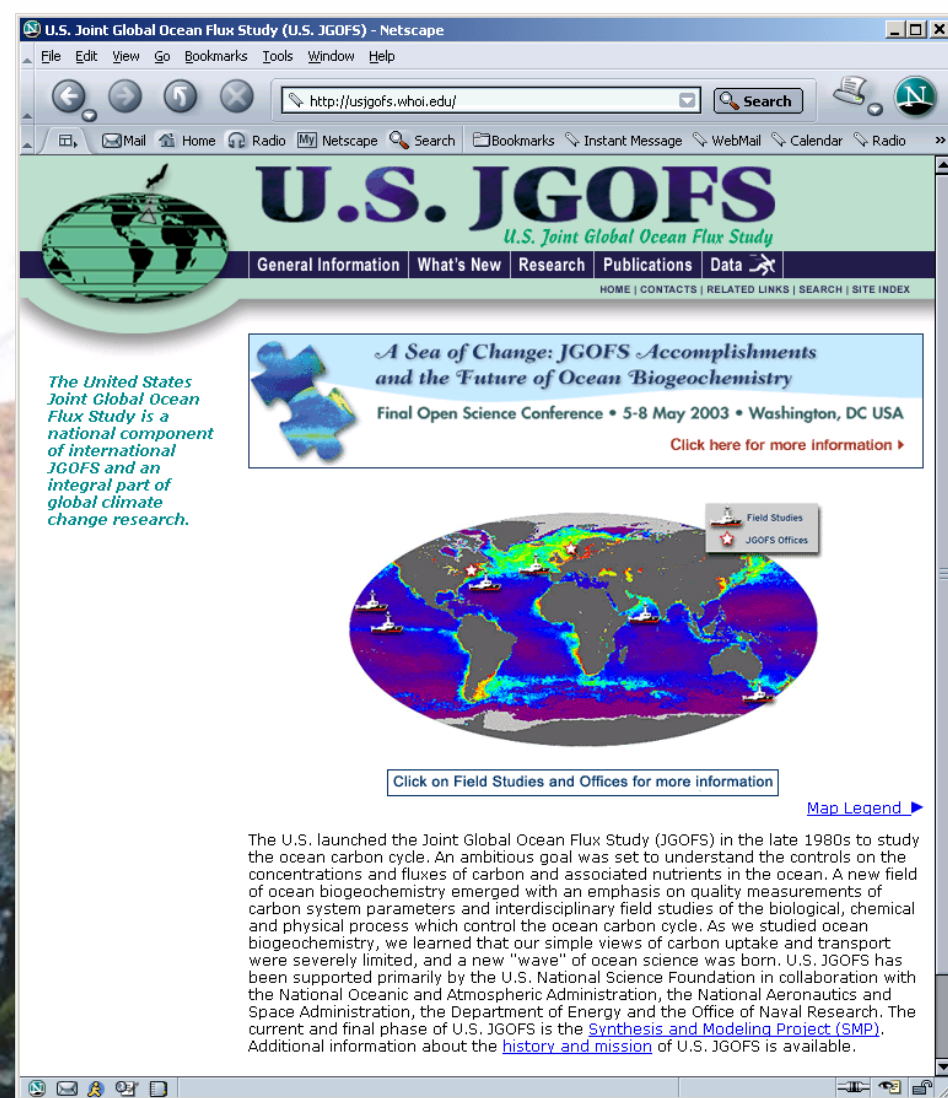 U.S. Joint Global Ocean Flux Study (U.S. JGOFS) - Netscape
File Edit View Go Bookmarks Tools Window Help
http://usjgofs.whoi.edu/
Search
N
Mail Home Radio My Netscape Search Bookmarks Instant Message WebMail Calendar Radio »
U.S. JGOFS
U.S. Joint Global Ocean Flux Study
General Information What's New Research Publications Data
HOME | CONTACTS | RELATED LINKS | SEARCH | SITE INDEX
The United States
Joint Global Ocean
Flux Study is a
national component
of international
JGOFS and an
integral part of
global climate
change research.
A Sea of Change: JGOFS Accomplishments
and the Future of Ocean Biogeochemistry
Final Open Science Conference • 5-8 May 2003 • Washington, DC USA
Click here for more information
Field Studies
JGOFS Offices
Click on Field Studies and Offices for more information
Map Legend
The U.S. launched the Joint Global Ocean Flux Study (JGOFS) in the late 1980s to study
the ocean carbon cycle. An ambitious goal was set to understand the controls on the
concentrations and fluxes of carbon and associated nutrients in the ocean. A new field
of ocean biogeochemistry emerged with an emphasis on quality measurements of
carbon system parameters and interdisciplinary field studies of the biological, chemical
and physical process which control the ocean carbon cycle. As we studied ocean
biogeochemistry, we learned that our simple views of carbon uptake and transport
were severely limited, and a new "wave" of ocean science was born. U.S. JGOFS has
been supported primarily by the U.S. National Science Foundation in collaboration with
the National Oceanic and Atmospheric Administration, the National Aeronautics and
Space Administration, the Department of Energy and the Office of Naval Research. The
current and final phase of U.S. JGOFS is the Synthesis and Modeling Project (SMP).
Additional information about the history and mission of U.S. JGOFS is available.